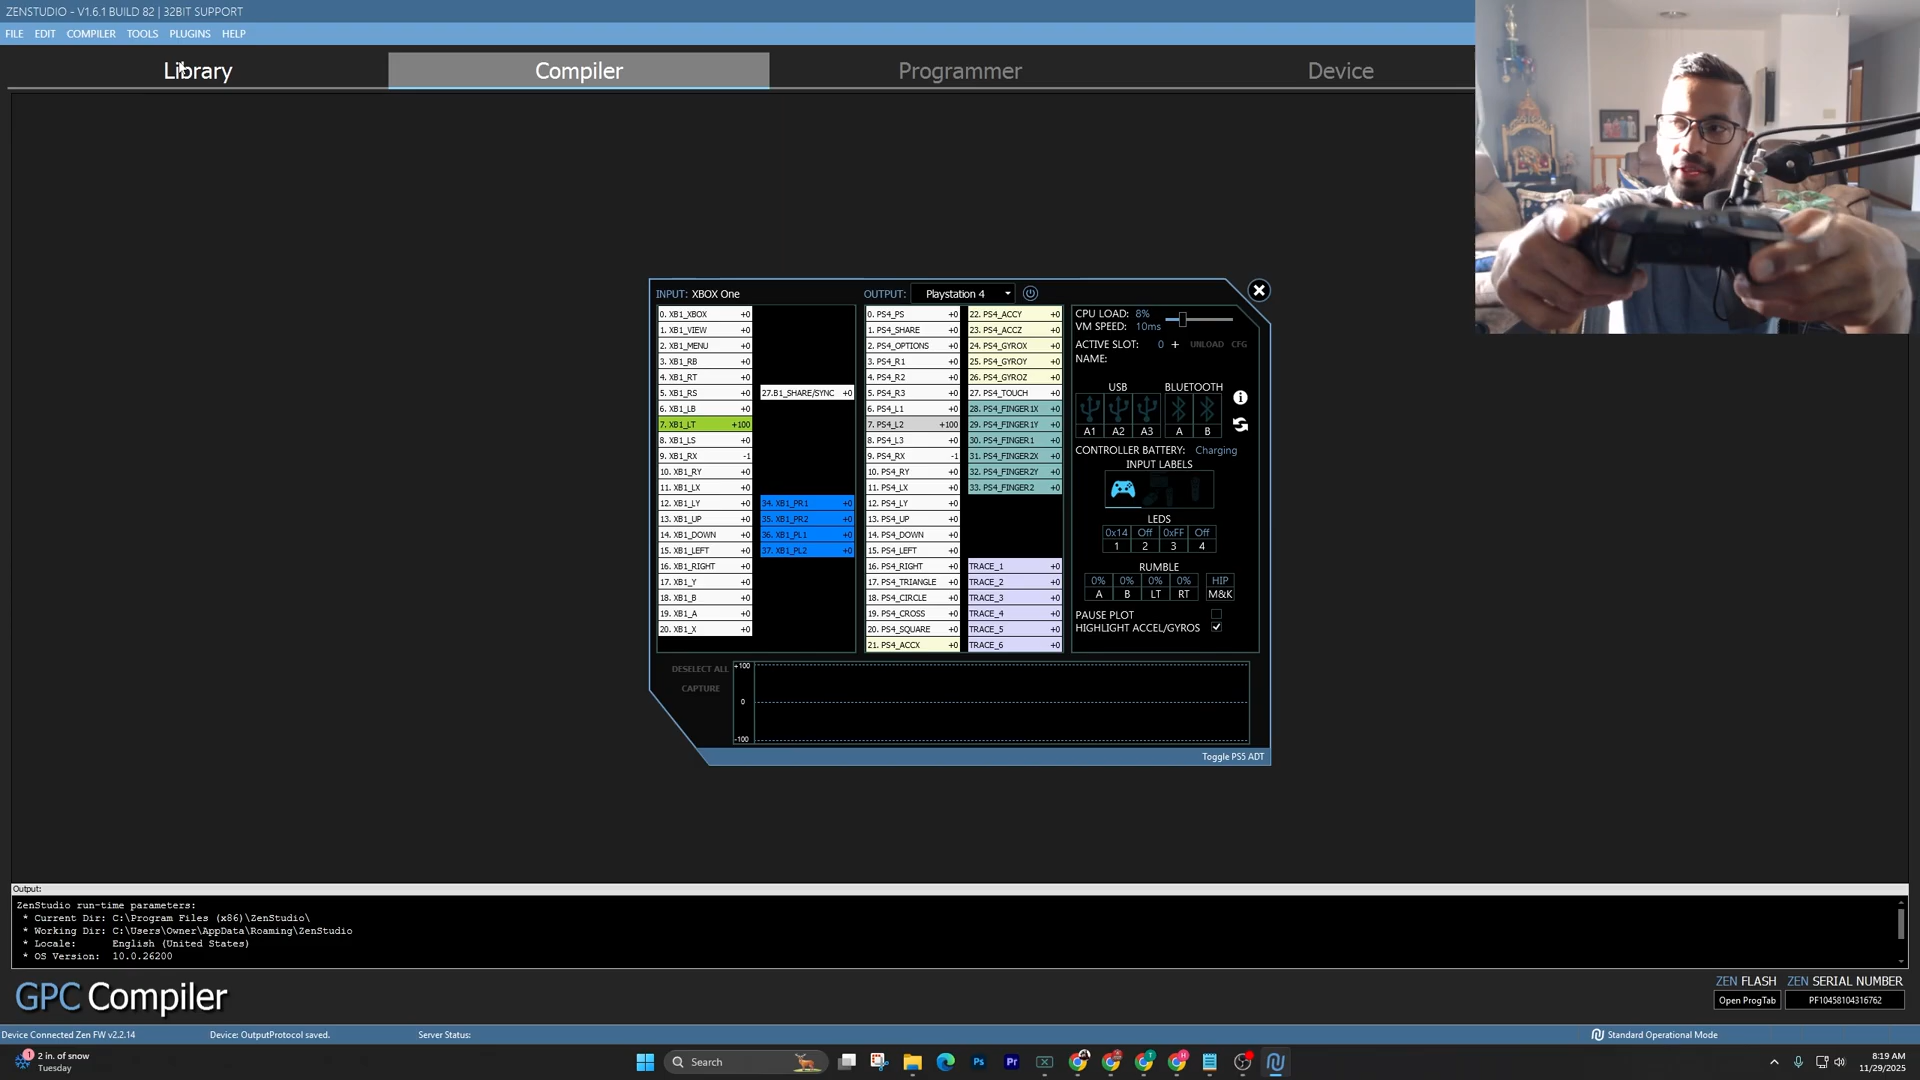 ZENSTUDIO - V1.6.1 BUILD 82 | 32BIT SUPPORT
FILE EDIT COMPILER TOOLS PLUGINS HELP
Library Compiler Programmer Device
INPUT: XBOX One
OUTPUT: Playstation 4
0. XB1_XBOX +0
1. XB1_VIEW +0
2. XB1_MENU +0
3. XB1_RB +0
4. XB1_RT +0
5. XB1_RS +0
6. XB1_LB +0
7. XB1_LT +100
8. XB1_LS +0
9. XB1_RX -1
10. XB1_RY +0
11. XB1_LX +0
12. XB1_LY +0
13. XB1_UP +0
14. XB1_DOWN +0
15. XB1_LEFT +0
16. XB1_RIGHT +0
17. XB1_Y +0
18. XB1_B +0
19. XB1_A +0
20. XB1_X +0
27.B1_SHARE/SYNC +0
34. XB1_PR1 +0
35. XB1_PR2 +0
36. XB1_PL1 +0
37. XB1_PL2 +0
0. PS4_PS +0
1. PS4_SHARE +0
2. PS4_OPTIONS +0
3. PS4_R1 +0
4. PS4_R2 +0
5. PS4_R3 +0
6. PS4_L1 +0
7. PS4_L2 +100
8. PS4_L3 +0
9. PS4_RX -1
10. PS4_RY +0
11. PS4_LX +0
12. PS4_LY +0
13. PS4_UP +0
14. PS4_DOWN +0
15. PS4_LEFT +0
16. PS4_RIGHT +0
17. PS4_TRIANGLE +0
18. PS4_CIRCLE +0
19. PS4_CROSS +0
20. PS4_SQUARE +0
21. PS4_ACCX +0
22. PS4_ACCY +0
23. PS4_ACCZ +0
24. PS4_GYROX +0
25. PS4_GYROY +0
26. PS4_GYROZ +0
27. PS4_TOUCH +0
28. PS4_FINGER1X +0
29. PS4_FINGER1Y +0
30. PS4_FINGER1 +0
31. PS4_FINGER2X +0
32. PS4_FINGER2Y +0
33. PS4_FINGER2 +0
TRACE_1 +0
TRACE_2 +0
TRACE_3 +0
TRACE_4 +0
TRACE_5 +0
TRACE_6 +0
CPU LOAD: 8%
VM SPEED: 10ms
ACTIVE SLOT: 0 + UNLOAD CFG
NAME:
USB BLUETOOTH
A1 A2 A3 A B
CONTROLLER BATTERY: Charging
INPUT LABELS
LEDS
0x14 Off 0xFF Off
1 2 3 4
RUMBLE
0% 0% 0% 0% HIP
A B LT RT M&K
PAUSE PLOT
HIGHLIGHT ACCEL/GYROS
DESELECT ALL
CAPTURE
+100
0
-100
Toggle PS5 ADT
Output:
ZenStudio run-time parameters:
* Current Dir: C:\Program Files (x86)\ZenStudio\
* Working Dir: C:\Users\Owner\AppData\Roaming\ZenStudio
* Locale: English (United States)
* OS Version: 10.0.26200
GPC Compiler
ZEN FLASH ZEN SERIAL NUMBER
Open ProgTab PF10458104316762
Device Connected Zen FW v2.2.14 Device: OutputProtocol saved. Server Status: Standard Operational Mode
1
2 in. of snow
Tuesday
Search
Ps
Pr
8:19 AM
11/29/2025